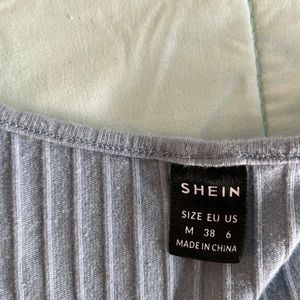 SHEIN
SIZE EU US
M 38 6
MADE IN CHINA